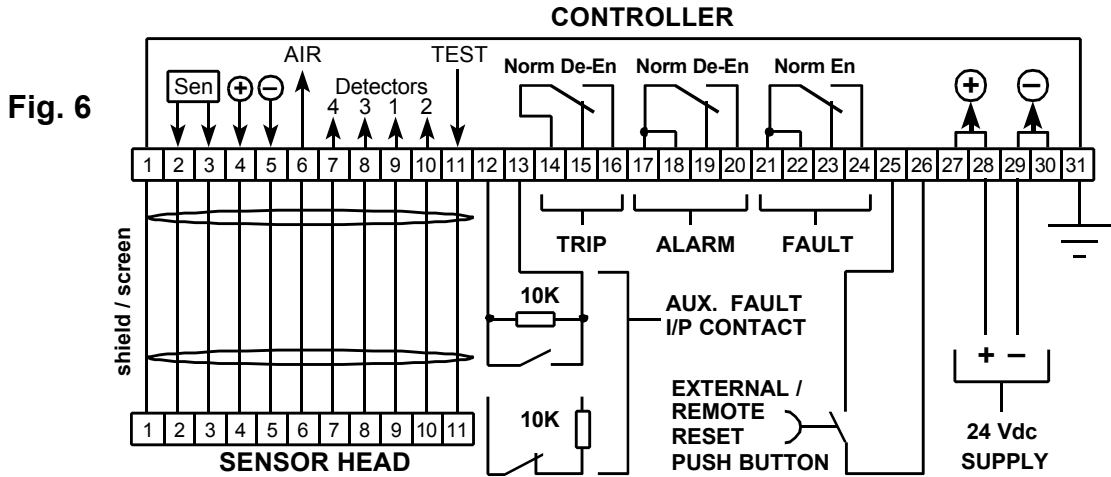 CONTROLLER
Fig. 6
AIR
TEST
Sen + −
Detectors
4 3 1 2
Norm De-En Norm De-En Norm En
+ −
1 2 3 4 5 6 7 8 9 10 11 12 13 14 15 16 17 18 19 20 21 22 23 24 25 26 27 28 29 30 31
TRIP ALARM FAULT
shield / screen
10K
AUX. FAULT
I/P CONTACT
10K
EXTERNAL /
REMOTE
RESET
PUSH BUTTON
+ −
24 Vdc
SUPPLY
1 2 3 4 5 6 7 8 9 10 11
SENSOR HEAD